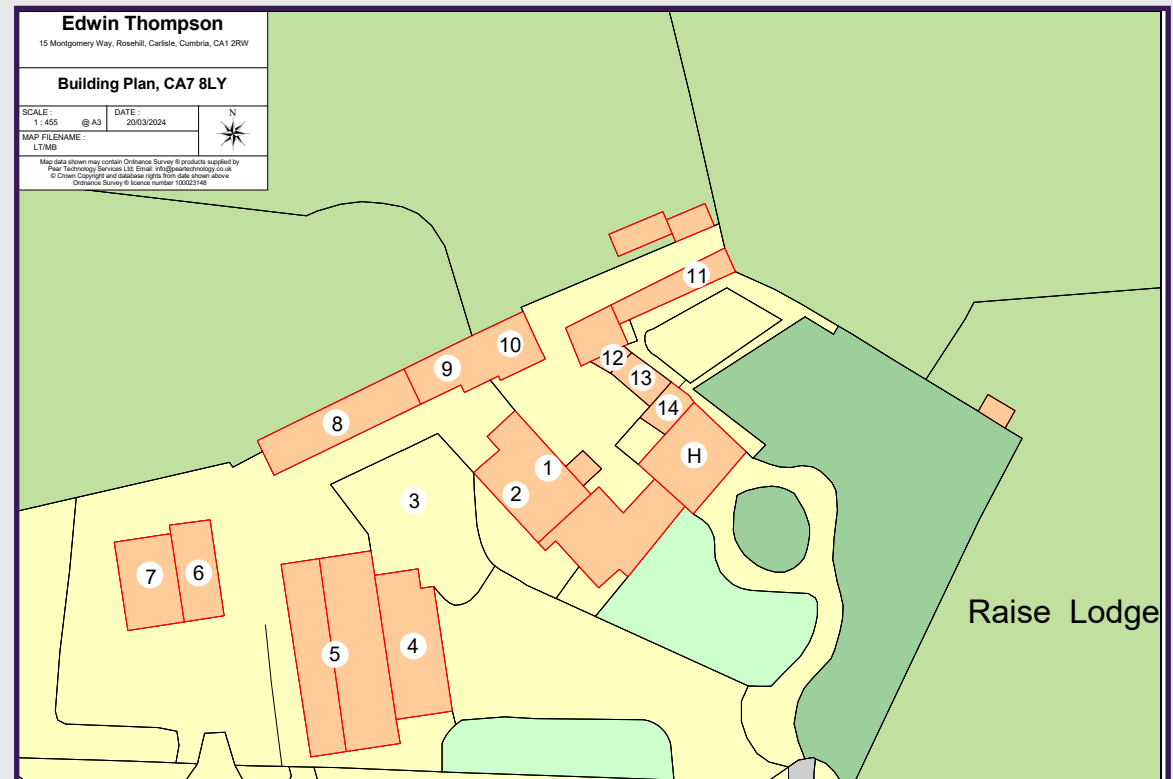 Edwin Thompson
15 Montgomery Way, Rosehill, Carlisle, Cumbria, CA1 2RW
Building Plan, CA7 8LY
SCALE :
1 : 455 @ A3
DATE :
20/03/2024
N
MAP FILENAME :
LT/MB
Map data shown may contain Ordnance Survey ® products supplied by
Pear Technology Services Ltd; Email: info@peartechnology.co.uk
© Crown Copyright and database rights from date shown above
Ordnance Survey ® licence number 100023148
11
10
12
9
13
14
8
H
1
2
3
6
7
Raise Lodge
4
5